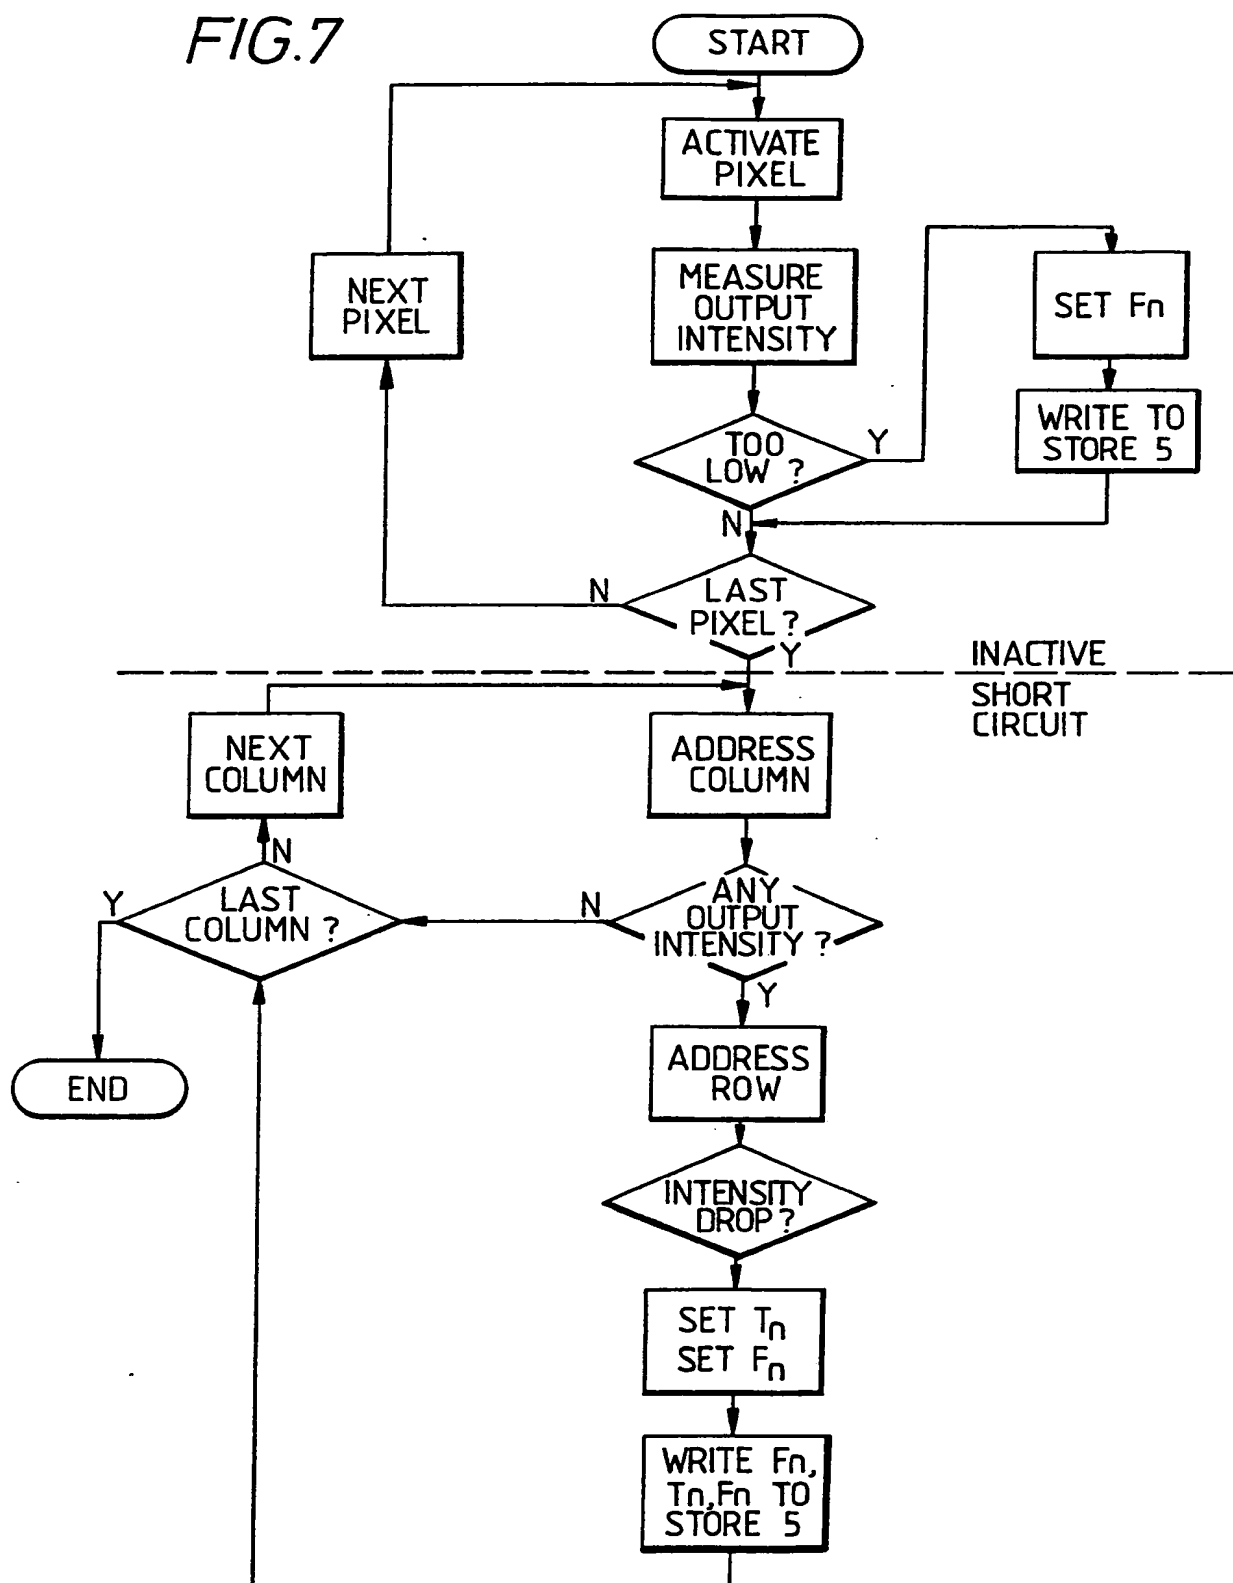 FIG.7
START
ACTIVATE
PIXEL
MEASURE
OUTPUT
INTENSITY
NEXT
PIXEL
SET Fn
WRITE TO
STORE 5
TOO
LOW ?
Y
N
LAST
PIXEL ?
N
Y
INACTIVE
SHORT
CIRCUIT
NEXT
COLUMN
ADDRESS
COLUMN
N
LAST
COLUMN ?
Y
ANY
OUTPUT
INTENSITY ?
N
Y
END
ADDRESS
ROW
INTENSITY
DROP ?
SET Tn
SET Fn
WRITE Fn,
Tn,Fn TO
STORE 5